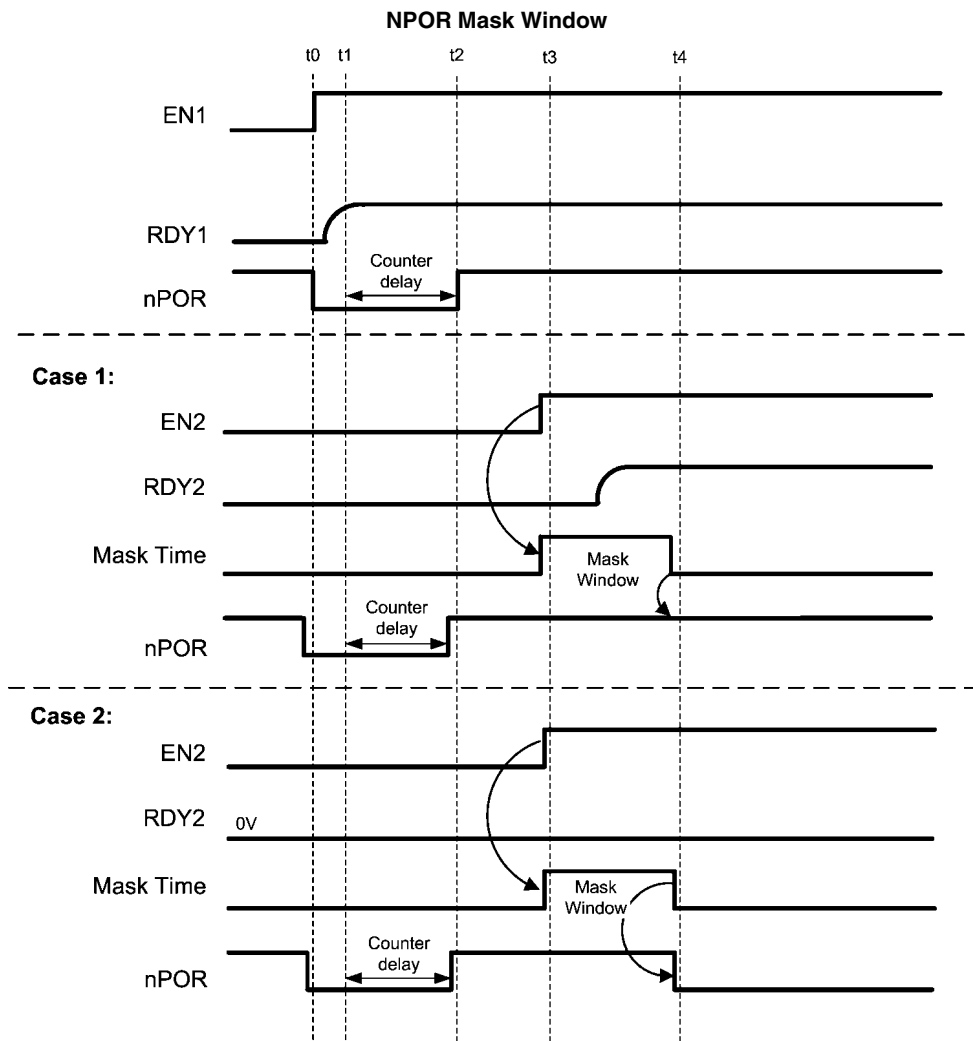 NPOR Mask Window
t0 t1 t2 t3 t4
EN1
RDY1
Counter
delay
nPOR
Case 1:
EN2
RDY2
Mask Time
Mask
Window
Counter
delay
nPOR
Case 2:
EN2
RDY2
0V
Mask Time
Mask
Window
Counter
delay
nPOR